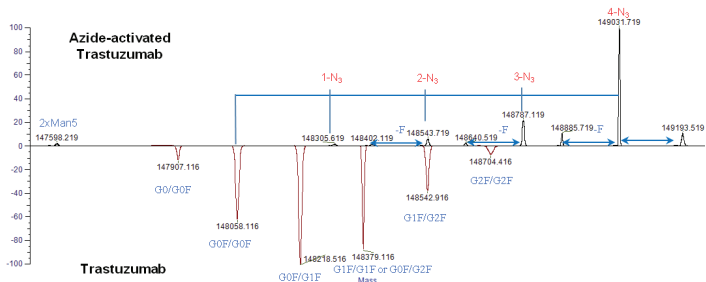 4-N3
149031.719
100
Azide-activated
Trastuzumab
80
60
1-N3
2-N3
3-N3
40
2xMan5
147598.219
20
148305.619
148402.119
148543.719
148640.519
148787.119
148885.719
149193.519
-F
-F
-F
0
147907.116
148704.416
-20
G0/G0F
G2F/G2F
-40
148058.116
148542.916
-60
G0F/G0F
G1F/G2F
-80
148218.516
148379.116
-100
Trastuzumab
G0F/G1F
G1F/G1F or G0F/G2F
Mass